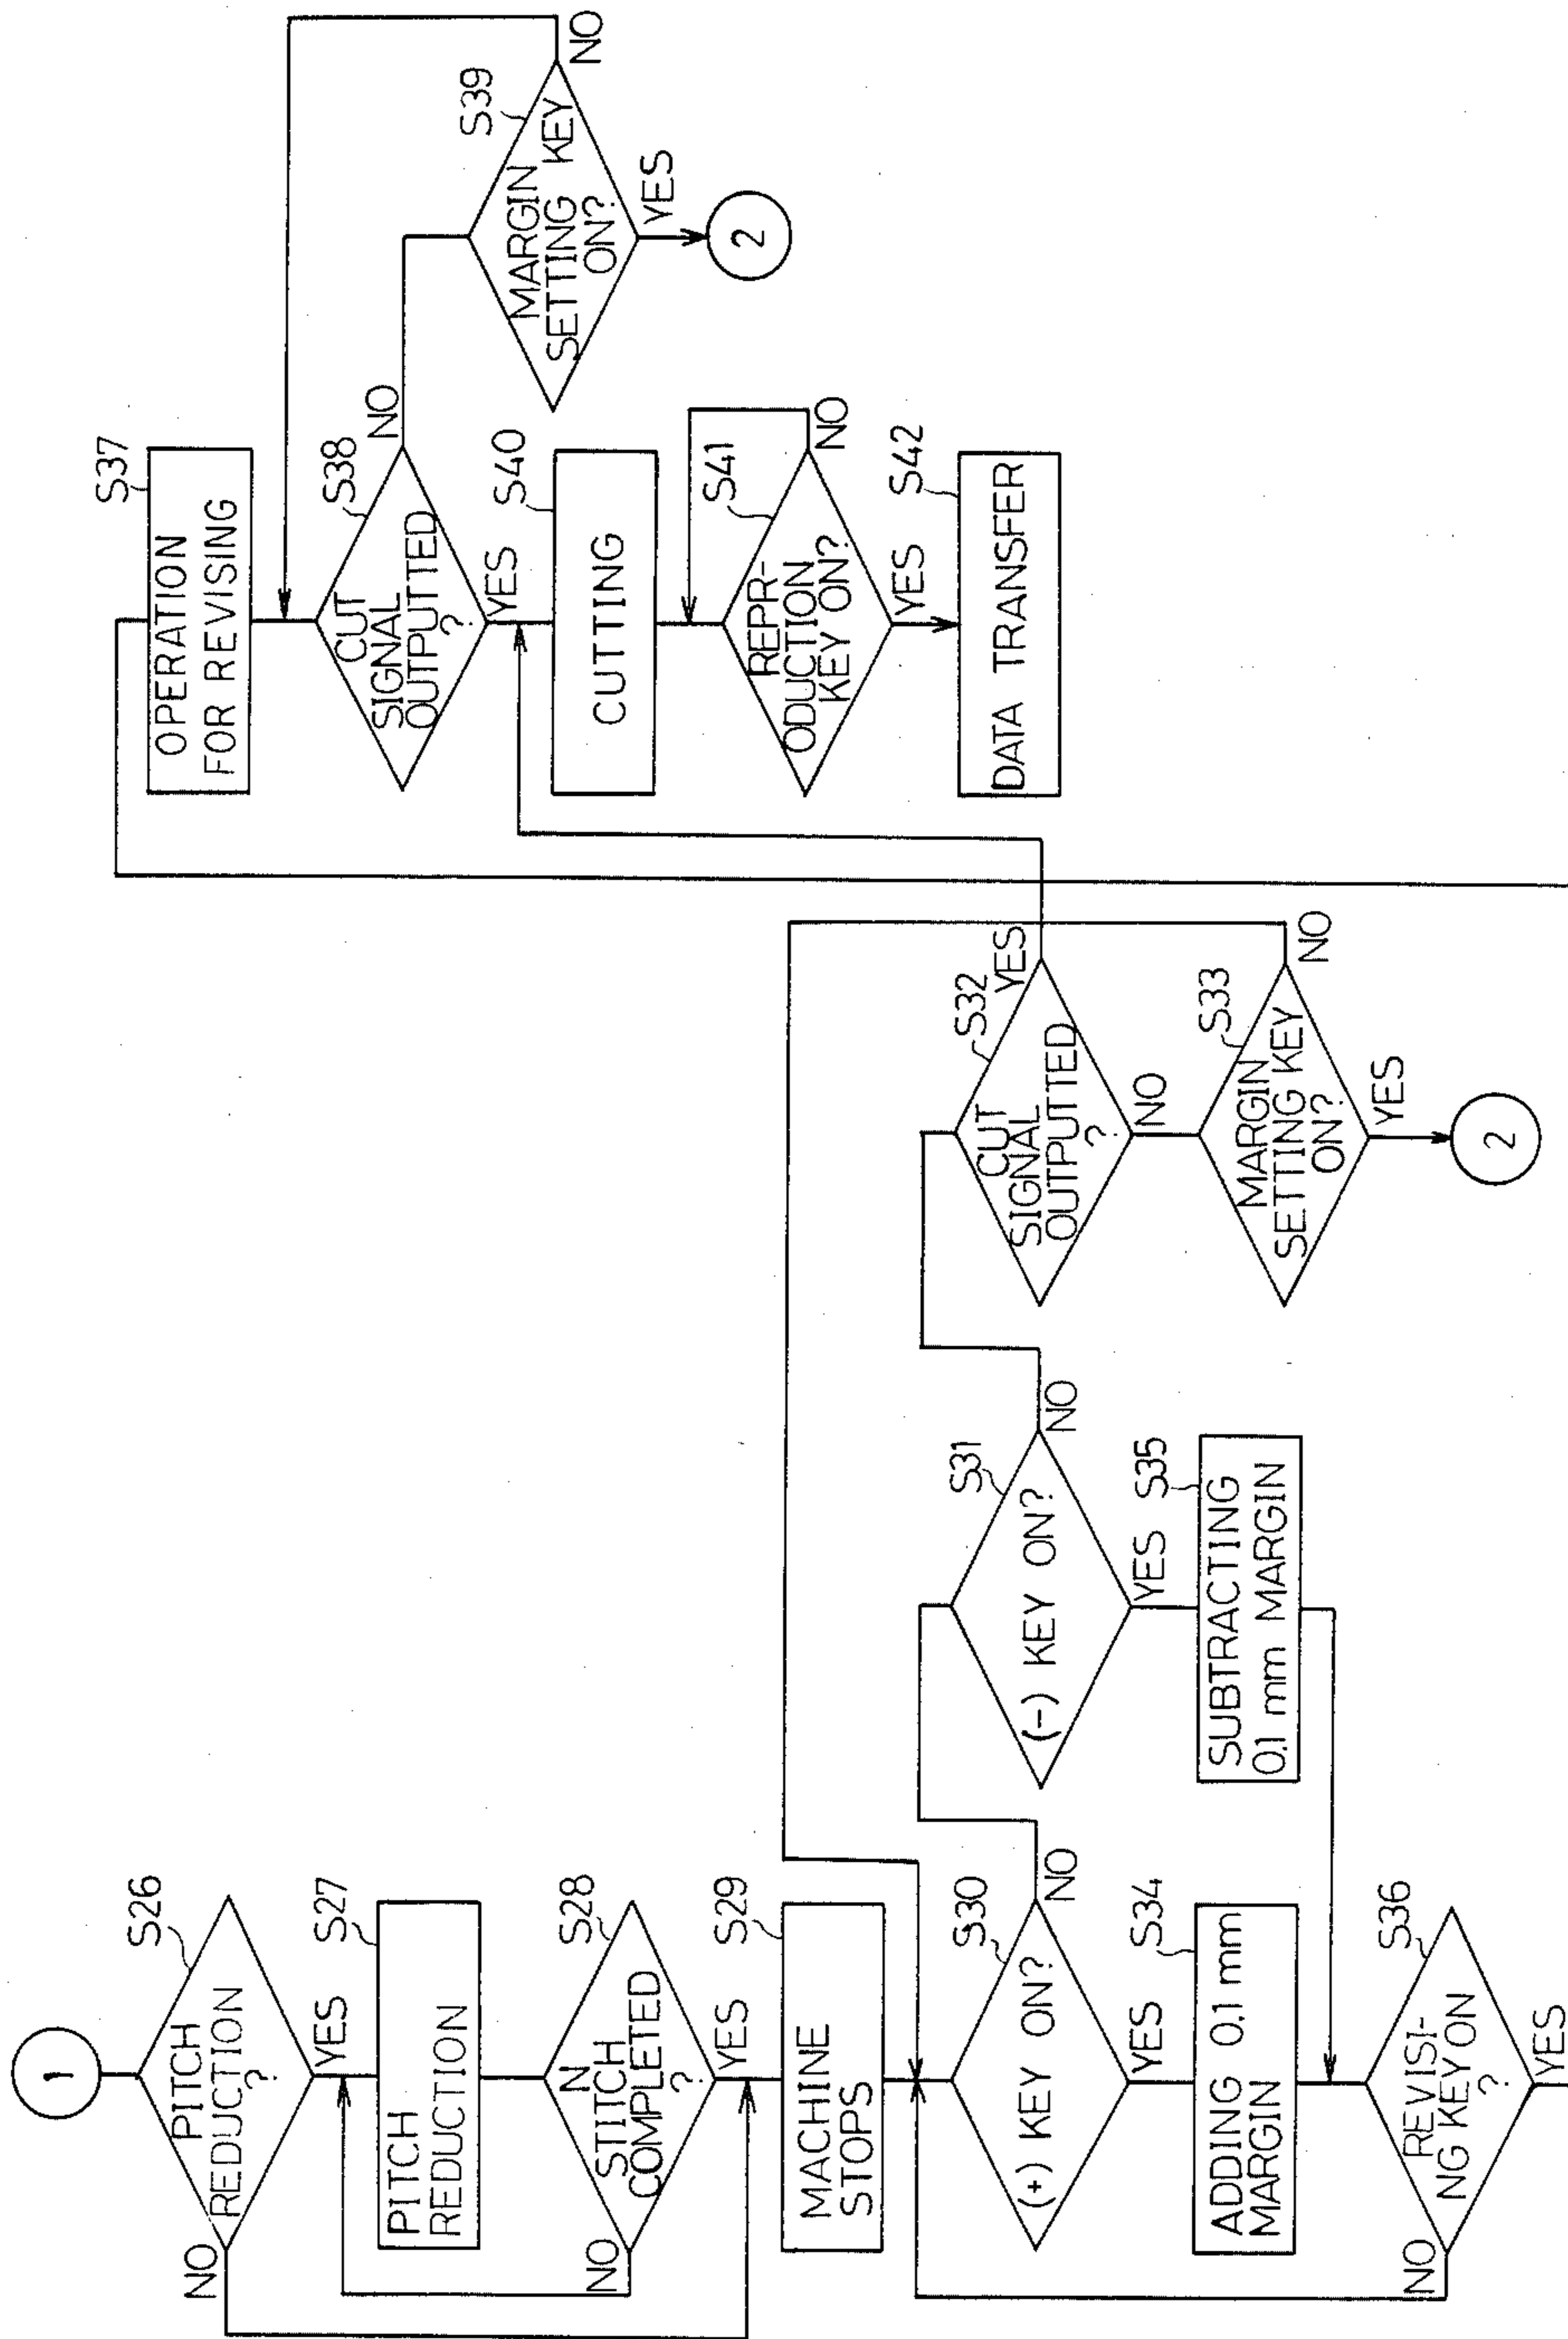 1
S26
PITCH
REDUCTION
?
NO
YES
S27
PITCH
REDUCTION
S28
N
STITCH
COMPLETED
?
NO
YES
S29
MACHINE
STOPS
S30
(+) KEY ON?
NO
YES
S34
ADDING 0.1 mm
MARGIN
S36
REVISI-
NG KEY ON
?
NO
YES
S31
(-) KEY ON?
NO
YES
S35
SUBTRACTING
0.1 mm MARGIN
S32
CUT
SIGNAL
OUTPUTTED
?
YES
NO
S33
MARGIN
SETTING KEY
ON?
NO
YES
2
S37
OPERATION
FOR REVISING
S38
CUT
SIGNAL
OUTPUTTED
?
NO
YES
S39
MARGIN
SETTING KEY
ON?
NO
YES
2
S40
CUTTING
S41
REPR-
ODUCTION
KEY ON?
NO
YES
S42
DATA TRANSFER